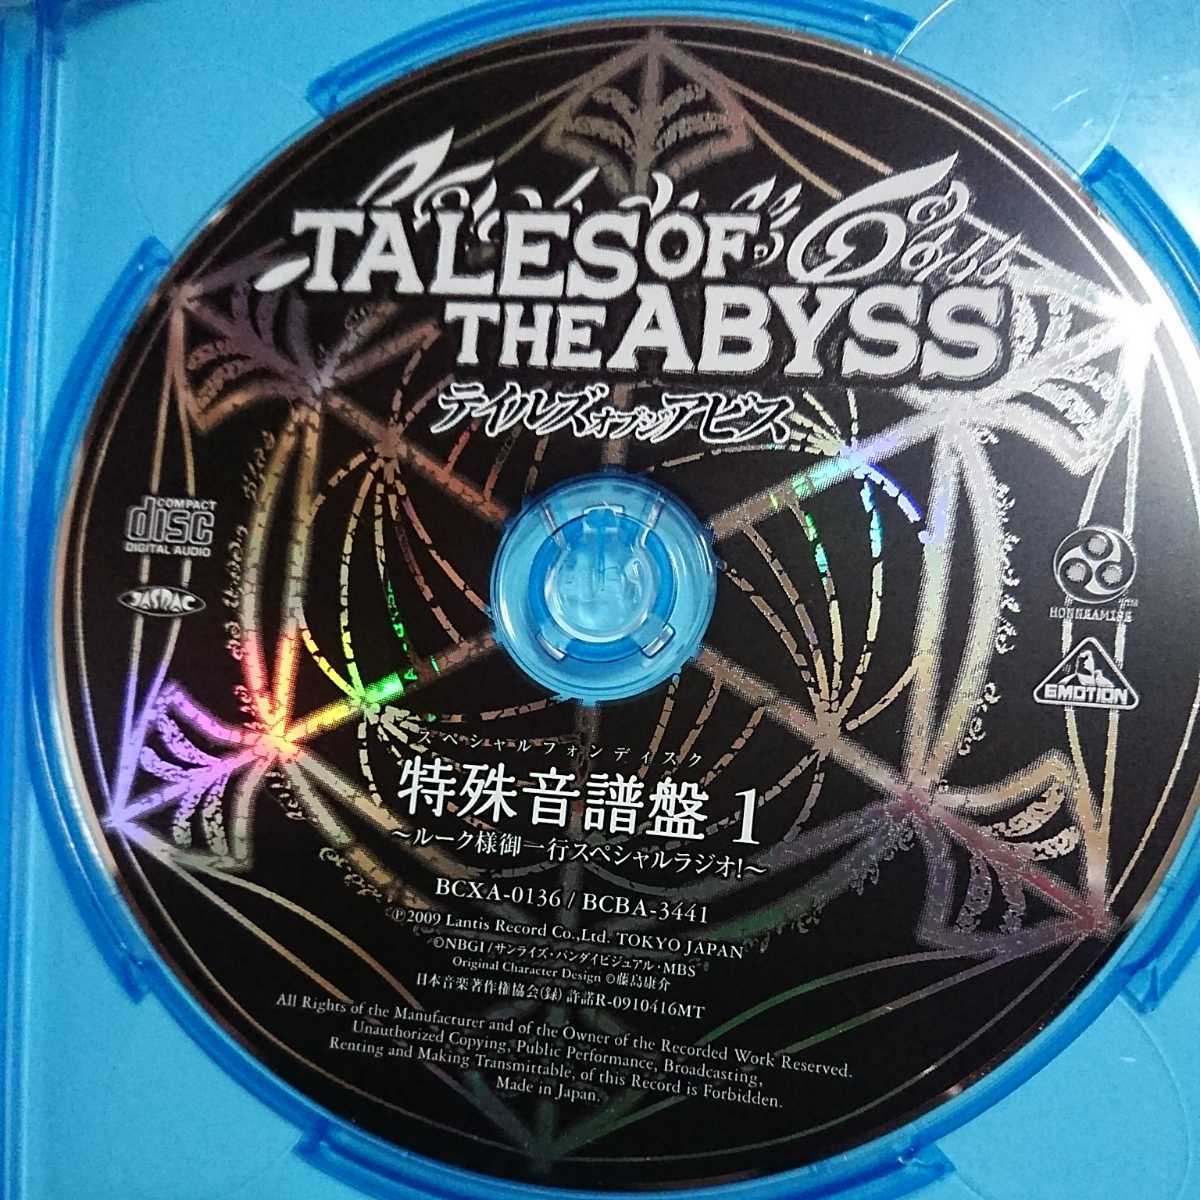 TALES OF
THE ABYSS
テイルズオブジアビス
COMPACT
disc
DIGITAL AUDIO
JASRAC
HONNEAMISE
EMOTION
スペシャルフォンディスク
特殊音譜盤 1
～ルーク様御一行スペシャルラジオ!～
BCXA-0136 / BCBA-3441
℗2009 Lantis Record Co.,Ltd. TOKYO JAPAN
©NBGI/サンライズ・バンダイビジュアル・MBS
Original Character Design ©藤島康介
日本音楽著作権協会(録) 許諾R-0910416MT
All Rights of the Manufacturer and of the Owner of the Recorded Work Reserved.
Unauthorized Copying, Public Performance, Broadcasting,
Renting and Making Transmittable, of this Record is Forbidden.
Made in Japan.